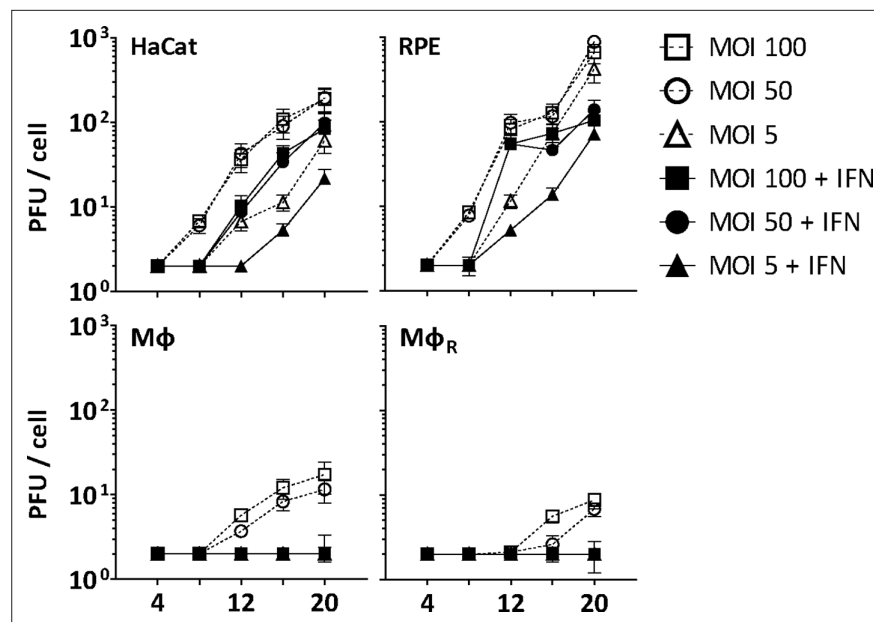 HaCat
RPE
PFU / cell
10³
10²
10¹
10⁰
MOI 100
MOI 50
MOI 5
MOI 100 + IFN
MOI 50 + IFN
MOI 5 + IFN
Mϕ
Mϕ_R
PFU / cell
10³
10²
10¹
10⁰
4 12 20 4 12 20